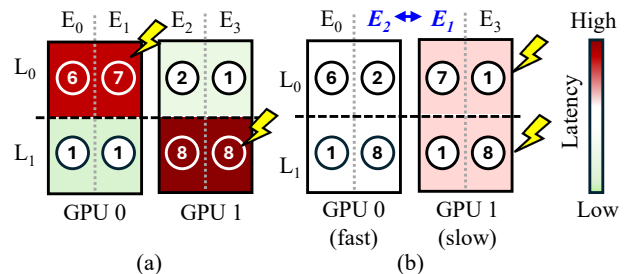 E0 E1 E2 E3
L0 6 7 2 1
L1 1 1 8 8
GPU 0 GPU 1
(a)
E0 E2 E1 E3
L0 6 2 7 1
L1 1 8 1 8
GPU 0 GPU 1
(fast) (slow)
(b)
High
Latency
Low